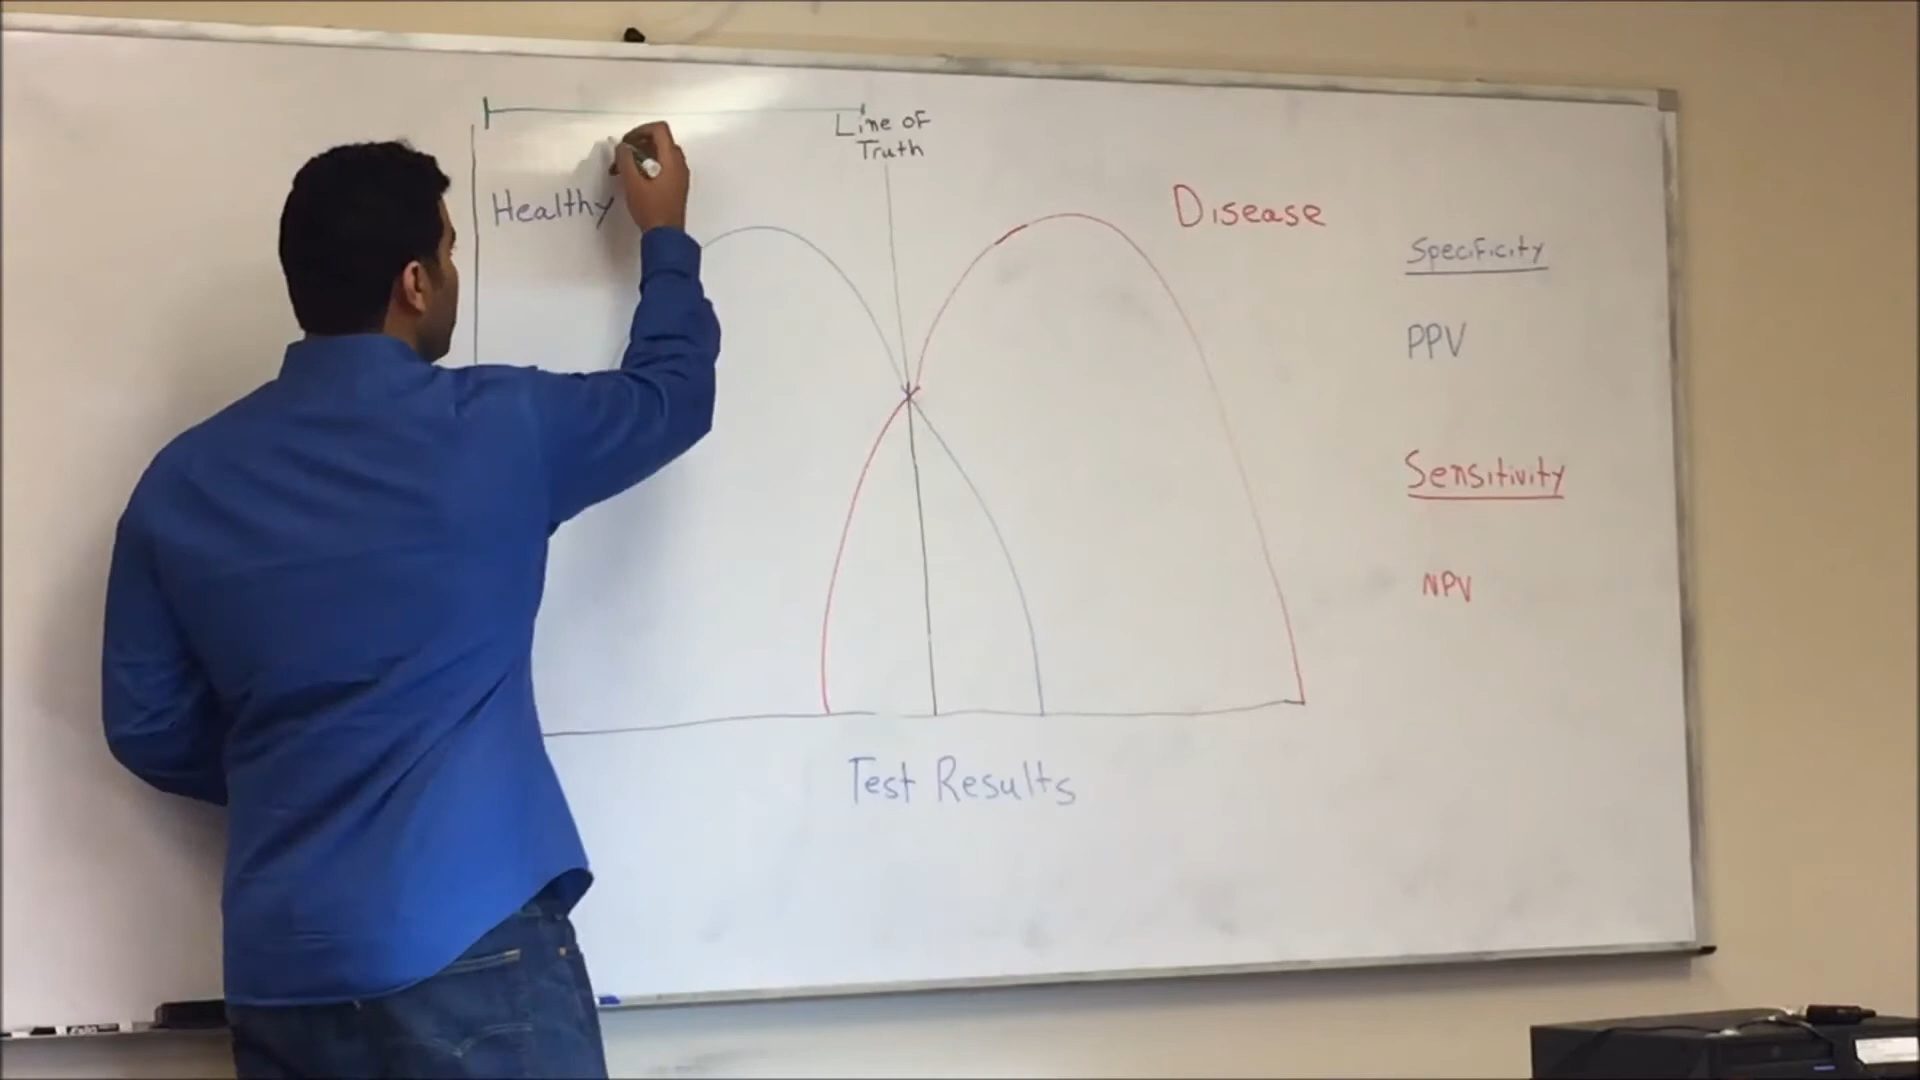 Line of
Truth
Healthy
Disease
Specificity
PPV
Sensitivity
NPV
Test Results